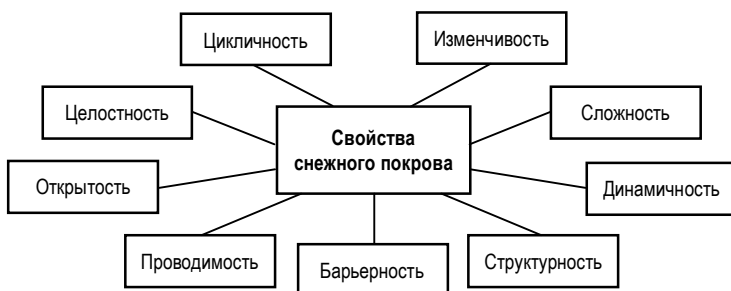 Цикличность
Изменчивость
Целостность
Сложность
Свойства
снежного покрова
Открытость
Динамичность
Проводимость
Барьерность
Структурность